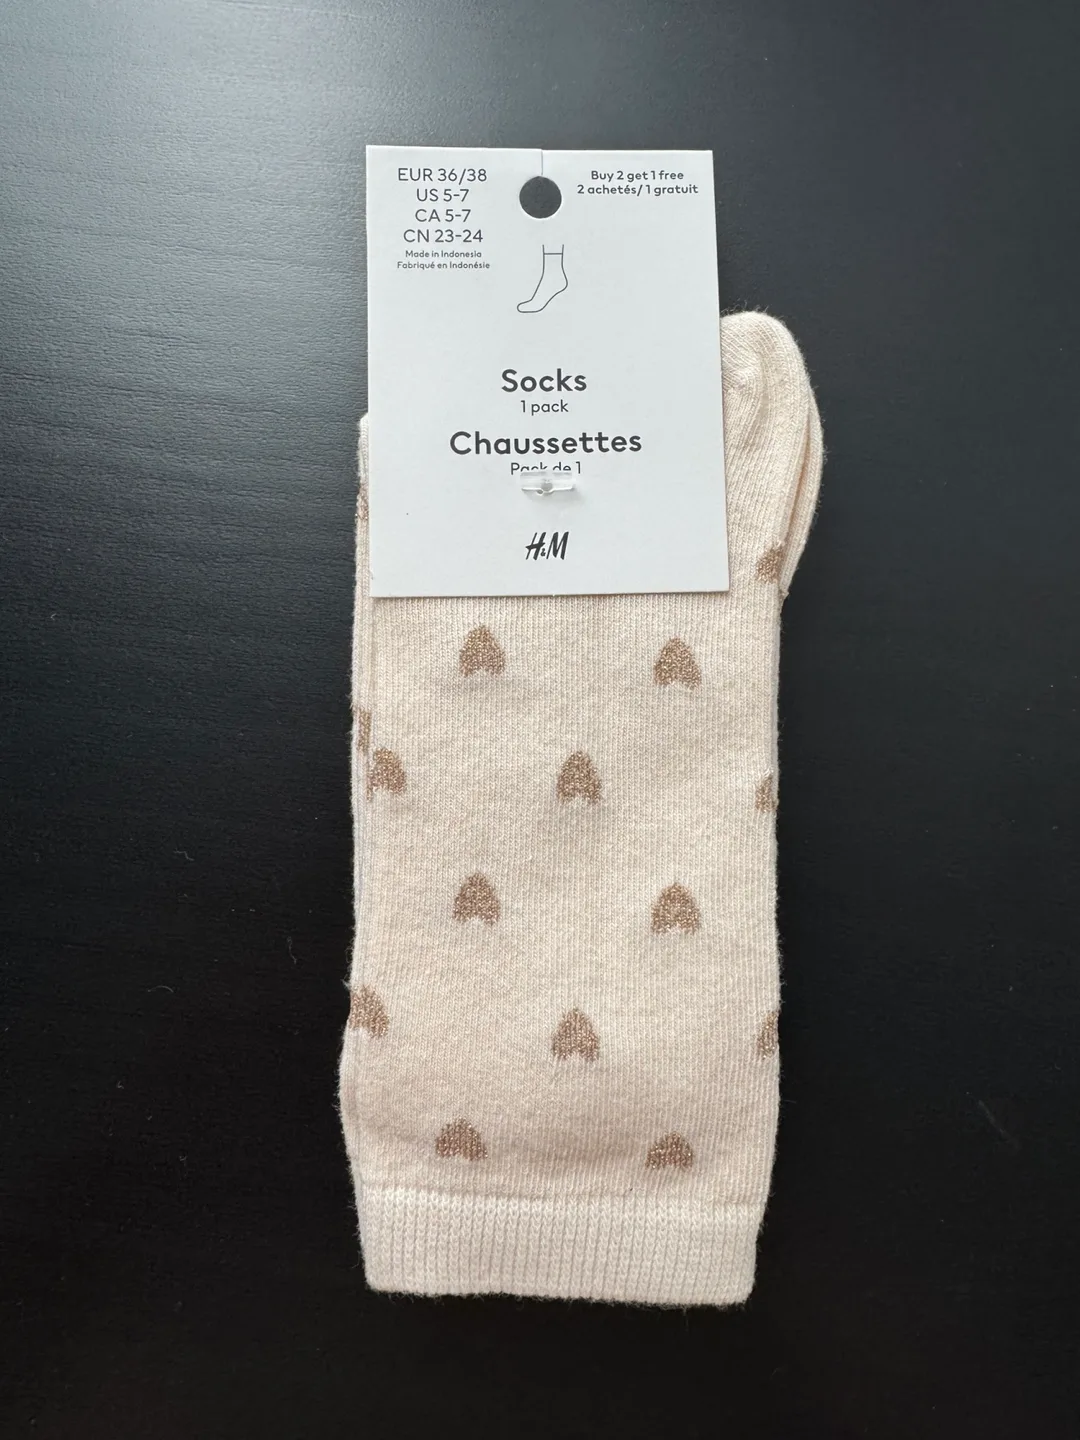 EUR 36/38
US 5-7
CA 5-7
CN 23-24
Made in Indonesia
Fabriqué en Indonésie
Buy 2 get 1 free
2 achetés/ 1 gratuit
Socks
1 pack
Chaussettes
Pack de 1
H&M